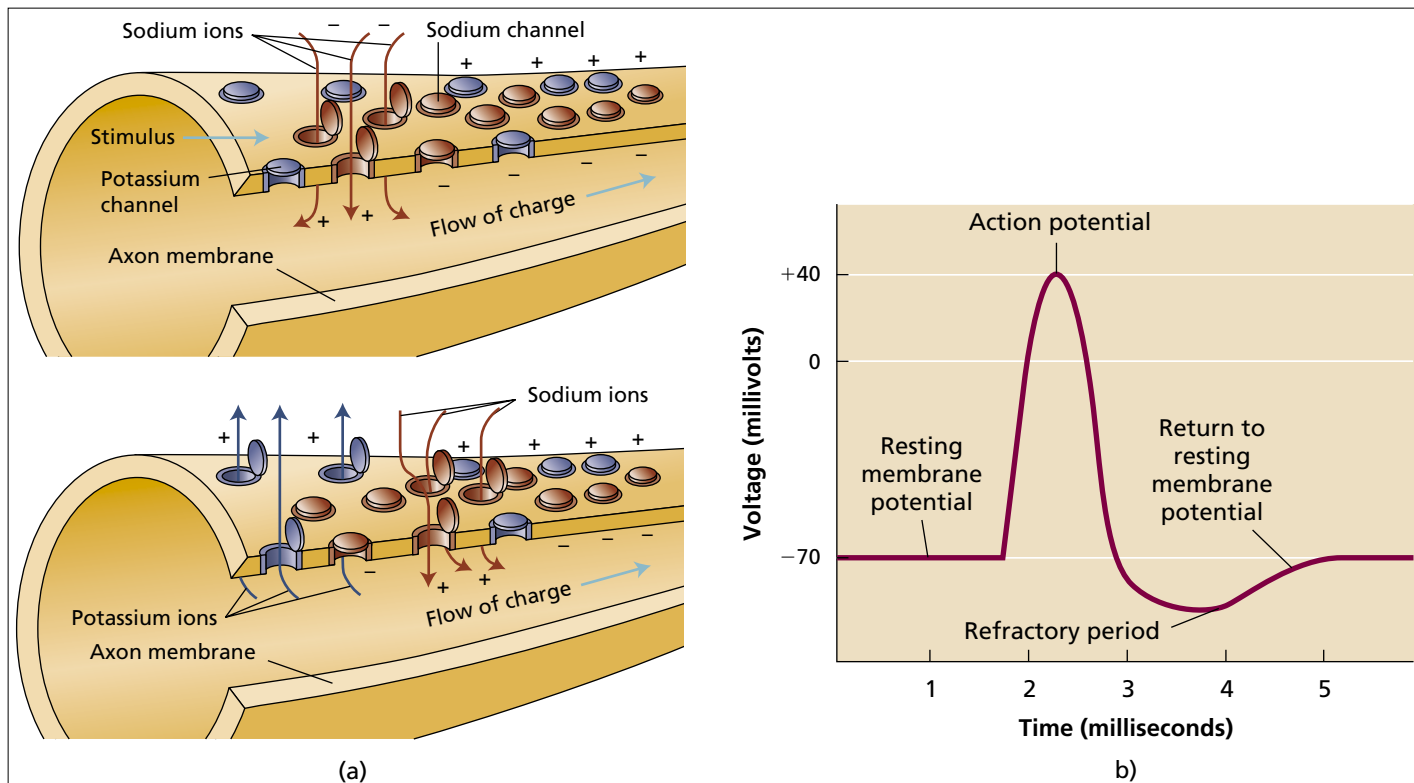 Sodium ions
Sodium channel
− − −
+ + + + +
Stimulus
Potassium
channel
− − − −
+ +
Flow of charge
Axon membrane
Sodium ions
+ +
+ + + + +
− − − −
+ +
Potassium ions
Flow of charge
Axon membrane
(a)
Action potential
+40
0
−70
Voltage (millivolts)
Resting
membrane
potential
Return to
resting
membrane
potential
Refractory period
1 2 3 4 5
Time (milliseconds)
b)